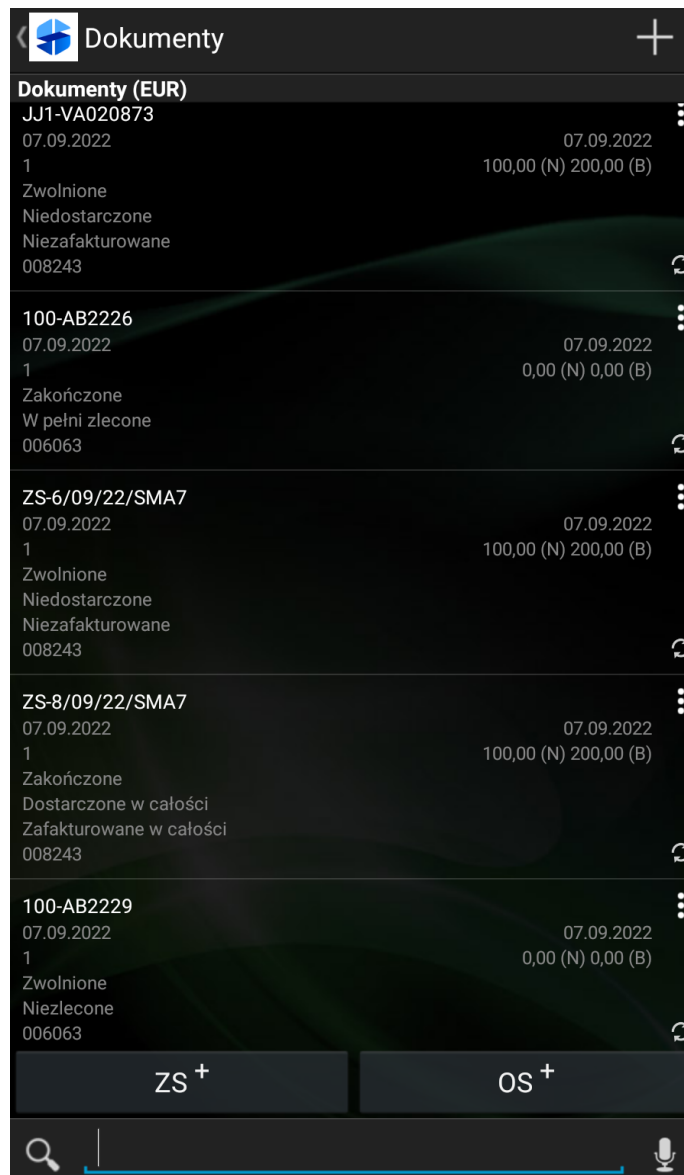 Dokumenty
Dokumenty (EUR)
JJ1-VA020873
07.09.2022 07.09.2022
1 100,00 (N) 200,00 (B)
Zwolnione
Niedostarczone
Niezafakturowane
008243
100-AB2226
07.09.2022 07.09.2022
1 0,00 (N) 0,00 (B)
Zakończone
W pełni zlecone
006063
ZS-6/09/22/SMA7
07.09.2022 07.09.2022
1 100,00 (N) 200,00 (B)
Zwolnione
Niedostarczone
Niezafakturowane
008243
ZS-8/09/22/SMA7
07.09.2022 07.09.2022
1 100,00 (N) 200,00 (B)
Zakończone
Dostarczone w całości
Zafakturowane w całości
008243
100-AB2229
07.09.2022 07.09.2022
1 0,00 (N) 0,00 (B)
Zwolnione
Niezlecone
006063
ZS + OS +